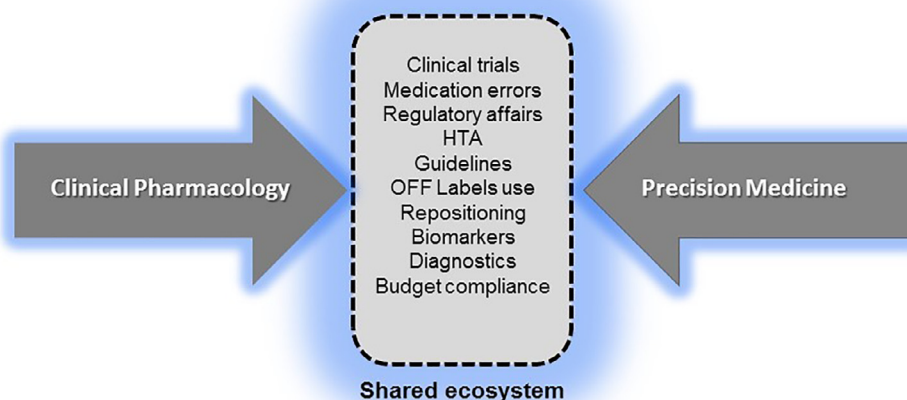 Clinical trials
Medication errors
Regulatory affairs
HTA
Guidelines
OFF Labels use
Repositioning
Biomarkers
Diagnostics
Budget compliance
Clinical Pharmacology
Precision Medicine
Shared ecosystem